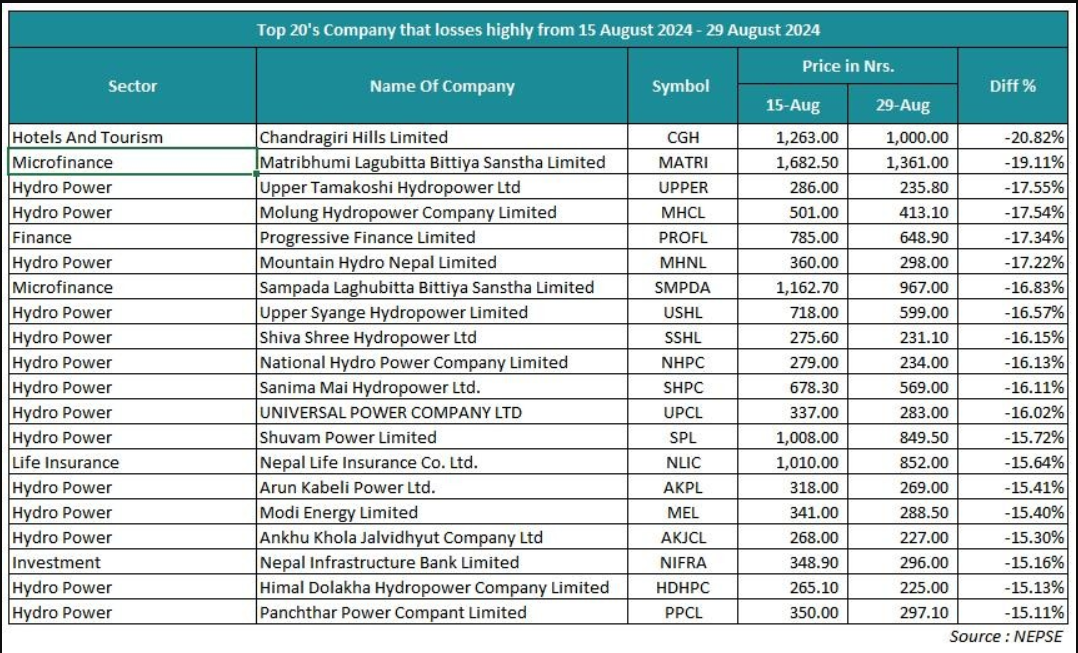 Top 20's Company that losses highly from 15 August 2024 - 29 August 2024
Sector Name Of Company Symbol Price in Nrs. Diff %
15-Aug 29-Aug
Hotels And Tourism Chandragiri Hills Limited CGH 1,263.00 1,000.00 -20.82%
Microfinance Matribhumi Lagubitta Bittiya Sanstha Limited MATRI 1,682.50 1,361.00 -19.11%
Hydro Power Upper Tamakoshi Hydropower Ltd UPPER 286.00 235.80 -17.55%
Hydro Power Molung Hydropower Company Limited MHCL 501.00 413.10 -17.54%
Finance Progressive Finance Limited PROFL 785.00 648.90 -17.34%
Hydro Power Mountain Hydro Nepal Limited MHNL 360.00 298.00 -17.22%
Microfinance Sampada Laghubitta Bittiya Sanstha Limited SMPDA 1,162.70 967.00 -16.83%
Hydro Power Upper Syange Hydropower Limited USHL 718.00 599.00 -16.57%
Hydro Power Shiva Shree Hydropower Ltd SSHL 275.60 231.10 -16.15%
Hydro Power National Hydro Power Company Limited NHPC 279.00 234.00 -16.13%
Hydro Power Sanima Mai Hydropower Ltd. SHPC 678.30 569.00 -16.11%
Hydro Power UNIVERSAL POWER COMPANY LTD UPCL 337.00 283.00 -16.02%
Hydro Power Shuvam Power Limited SPL 1,008.00 849.50 -15.72%
Life Insurance Nepal Life Insurance Co. Ltd. NLIC 1,010.00 852.00 -15.64%
Hydro Power Arun Kabeli Power Ltd. AKPL 318.00 269.00 -15.41%
Hydro Power Modi Energy Limited MEL 341.00 288.50 -15.40%
Hydro Power Ankhu Khola Jalvidhyut Company Ltd AKJCL 268.00 227.00 -15.30%
Investment Nepal Infrastructure Bank Limited NIFRA 348.90 296.00 -15.16%
Hydro Power Himal Dolakha Hydropower Company Limited HDHPC 265.10 225.00 -15.13%
Hydro Power Panchthar Power Compant Limited PPCL 350.00 297.10 -15.11%
Source : NEPSE